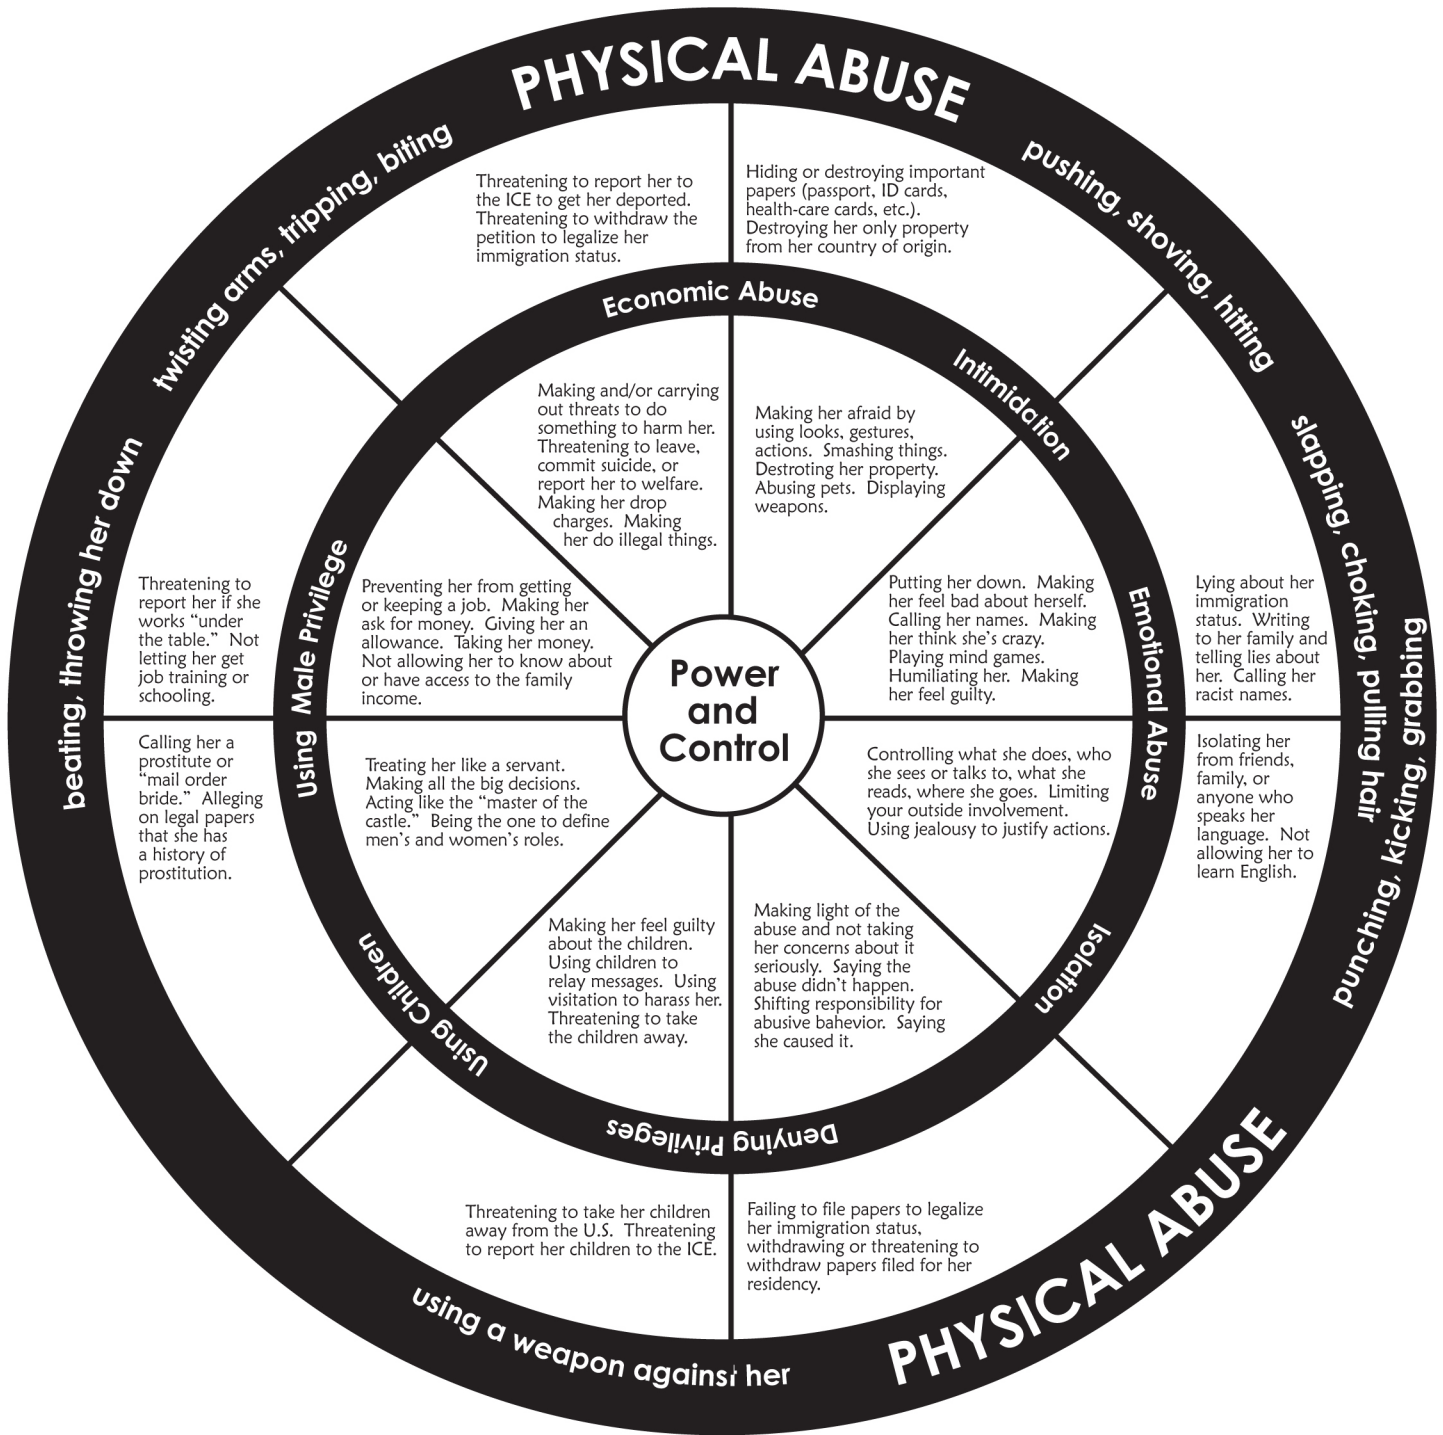 PHYSICAL ABUSE
pushing, shoving, hitting
slapping, choking, pulling hair
punching, kicking, grabbing
PHYSICAL ABUSE
using a weapon against her
beating, throwing her down
twisting arms, tripping, biting
Threatening to report her to
the ICE to get her deported.
Threatening to withdraw the
petition to legalize her
immigration status.
Hiding or destroying important
papers (passport, ID cards,
health-care cards, etc.).
Destroying her only property
from her country of origin.
Lying about her
immigration
status.  Writing
to her family and
telling lies about
her.  Calling her
racist names.
Isolating her
from friends,
family, or
anyone who
speaks her
language.  Not
allowing her to
learn English.
Failing to file papers to legalize
her immigration status,
withdrawing or threatening to
withdraw papers filed for her
residency.
Threatening to take her children
away from the U.S.  Threatening
to report her children to the ICE.
Calling her a
prostitute or
“mail order
bride.”  Alleging
on legal papers
that she has
a history of
prostitution.
Threatening to
report her if she
works “under
the table.”  Not
letting her get
job training or
schooling.
Economic Abuse
Intimidation
Emotional Abuse
Isolation
Denying Privileges
Using Children
Using Male Privilege
Making and/or carrying
out threats to do
something to harm her.
Threatening to leave,
commit suicide, or
report her to welfare.
Making her drop
charges.  Making
her do illegal things.
Making her afraid by
using looks, gestures,
actions.  Smashing things.
Destroting her property.
Abusing pets.  Displaying
weapons.
Putting her down.  Making
her feel bad about herself.
Calling her names.  Making
her think she's crazy.
Playing mind games.
Humiliating her.  Making
her feel guilty.
Controlling what she does, who
she sees or talks to, what she
reads, where she goes.  Limiting
your outside involvement.
Using jealousy to justify actions.
Making light of the
abuse and not taking
her concerns about it
seriously.  Saying the
abuse didn't happen.
Shifting responsibility for
abusive bahevior.  Saying
she caused it.
Making her feel guilty
about the children.
Using children to
relay messages.  Using
visitation to harass her.
Threatening to take
the children away.
Treating her like a servant.
Making all the big decisions.
Acting like the “master of the
castle.”  Being the one to define
men's and women's roles.
Preventing her from getting
or keeping a job.  Making her
ask for money.  Giving her an
allowance.  Taking her money.
Not allowing her to know about
or have access to the family
income.
Power
and
Control